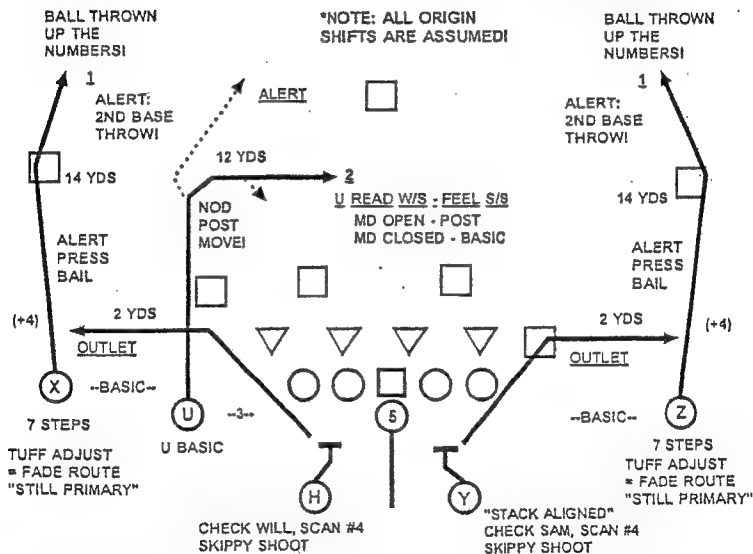 BALL THROWN
UP THE
NUMBERS!
*NOTE: ALL ORIGIN
SHIFTS ARE ASSUMED!
BALL THROWN
UP THE
NUMBERS!
1
ALERT:
2ND BASE
THROW!
ALERT
1
ALERT:
2ND BASE
THROW!
14 YDS
12 YDS
2
14 YDS
NOD
POST
MOVE!
U READ W/S - FEEL S/S
MD OPEN - POST
MD CLOSED - BASIC
ALERT
PRESS
BAIL
ALERT
PRESS
BAIL
(+4)
2 YDS
OUTLET
2 YDS
OUTLET
(+4)
X
--BASIC--
U
--3--
5
--BASIC--
Z
7 STEPS
U BASIC
7 STEPS
TUFF ADJUST
= FADE ROUTE
"STILL PRIMARY"
TUFF ADJUST
= FADE ROUTE
"STILL PRIMARY"
H
Y
CHECK WILL, SCAN #4
SKIPPY SHOOT
"STACK ALIGNED"
CHECK SAM, SCAN #4
SKIPPY SHOOT